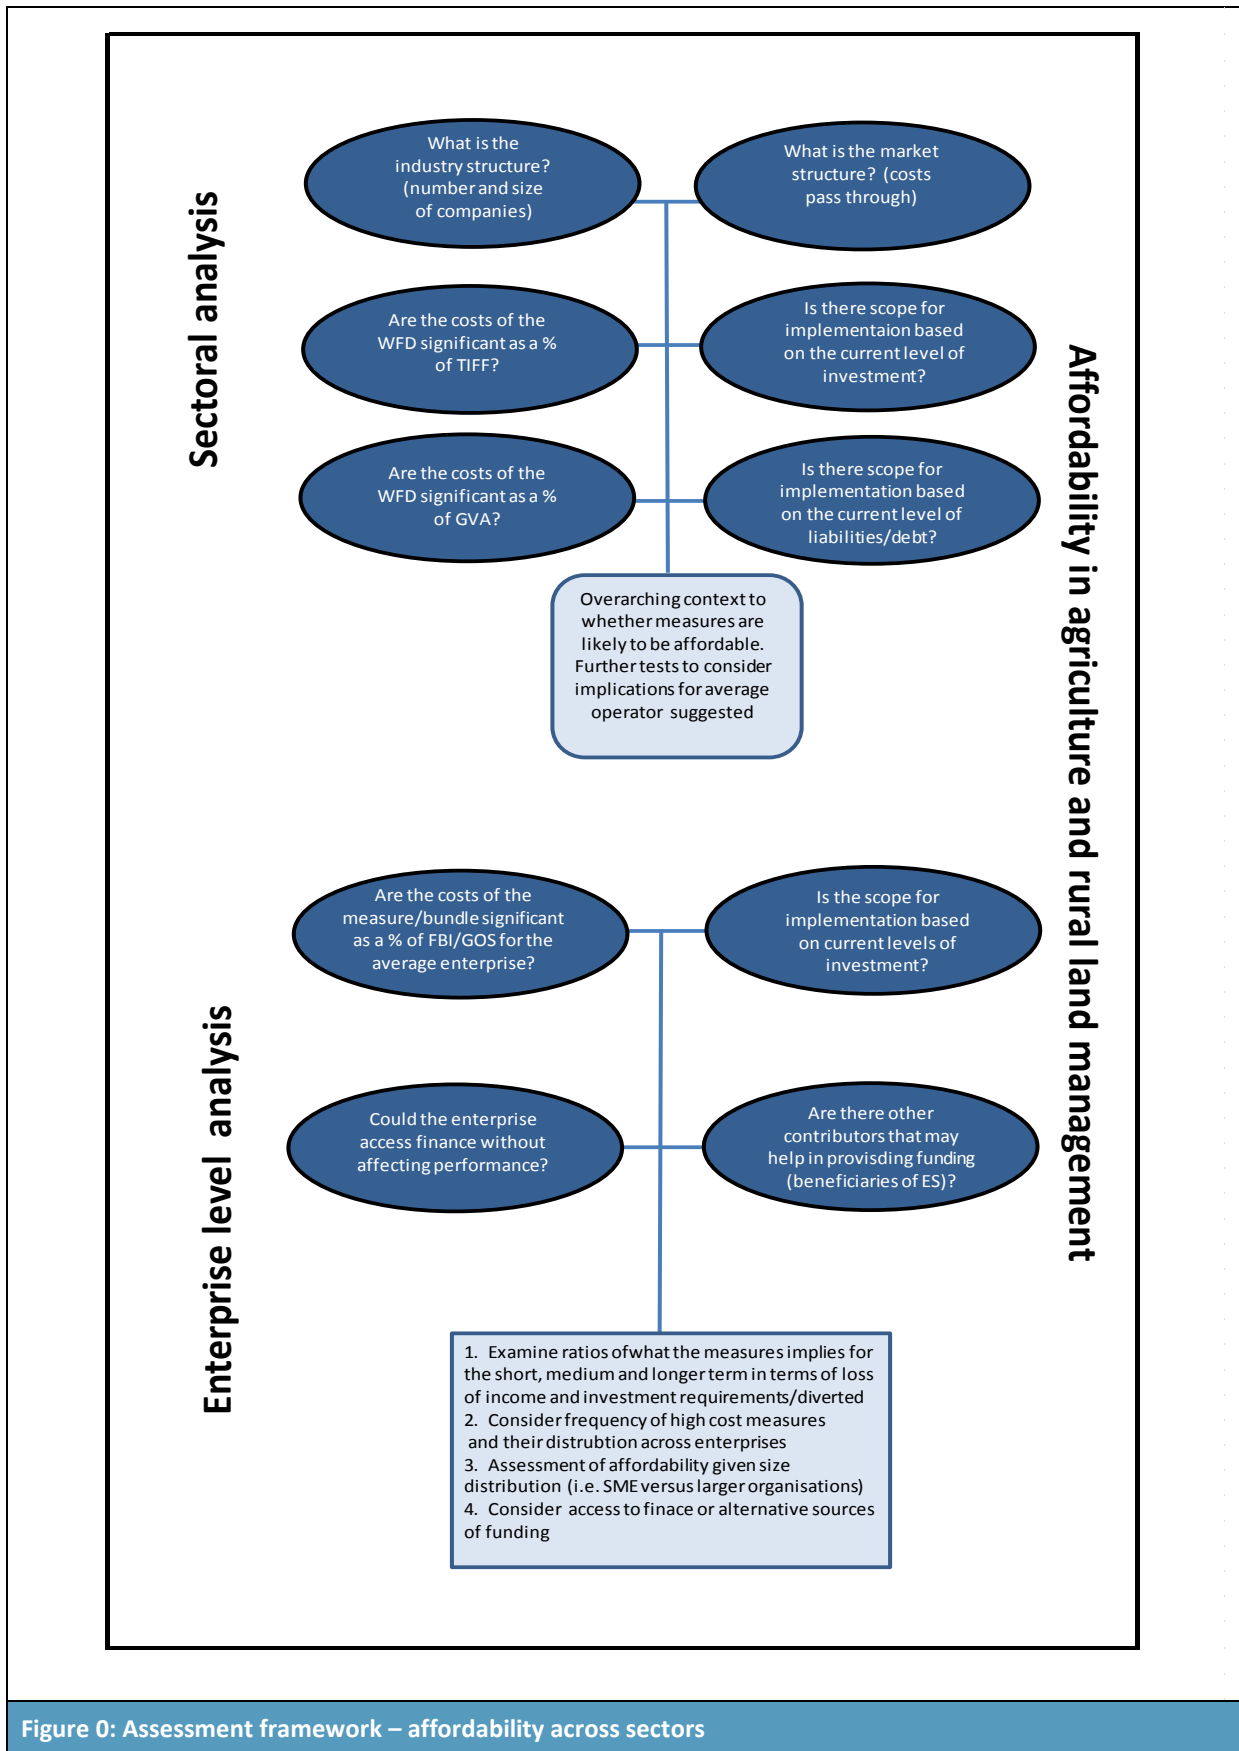 Affordability in agriculture and rural land management
Sectoral analysis
What is the
industry structure?
(number and size
of companies)
What is the market
structure? (costs
pass through)
Are the costs of the
WFD significant as a %
of TIFF?
Is there scope for
implementaion based
on the current level of
investment?
Are the costs of the
WFD significant as a %
of GVA?
Is there scope for
implementation based
on the current level of
liabilities/debt?
Overarching context to
whether measures are
likely to be affordable.
Further tests to consider
implications for average
operator suggested
Enterprise level analysis
Are the costs of the
measure/bundle significant
as a % of FBI/GOS for the
average enterprise?
Is the scope for
implementation based
on current levels of
investment?
Could the enterprise
access finance without
affecting performance?
Are there other
contributors that may
help in provisding funding
(beneficiaries of ES)?
1. Examine ratios of what the measures implies for
the short, medium and longer term in terms of loss
of income and investment requirements/diverted
2. Consider frequency of high cost measures
and their distrubtion across enterprises
3. Assessment of affordability given size
distribution (i.e. SME versus larger organisations)
4. Consider access to finace or alternative sources
of funding
Figure 0: Assessment framework – affordability across sectors